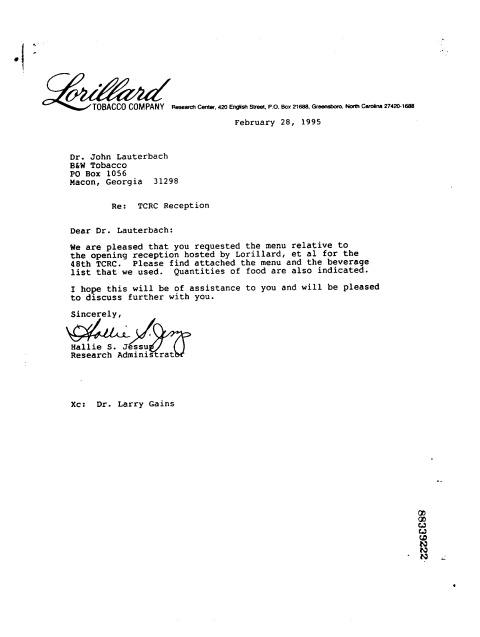 Lorillard
TOBACCO COMPANY Research Center, 420 English Street, P.O. Box 21688, Greensboro, North Carolina 27420-1688
February 28, 1995
Dr. John Lauterbach
B&W Tobacco
PO Box 1056
Macon, Georgia 31298
Re: TCRC Reception
Dear Dr. Lauterbach:
We are pleased that you requested the menu relative to
the opening reception hosted by Lorillard, et al for the
48th TCRC. Please find attached the menu and the beverage
list that we used. Quantities of food are also indicated.
I hope this will be of assistance to you and will be pleased
to discuss further with you.
Sincerely,
Hallie S. Jessup
Hallie S. Jessup
Research Administrator
Xc: Dr. Larry Gains
88339222